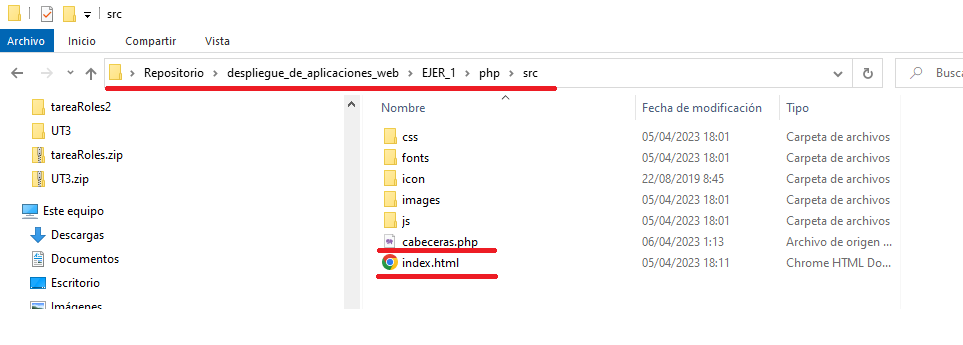 src
Archivo Inicio Compartir Vista
Repositorio > despliegue_de_aplicaciones_web > EJER_1 > php > src Busca
tareaRoles2
UT3
tareaRoles.zip
UT3.zip
Este equipo
Descargas
Documentos
Escritorio
Imágenes
Nombre Fecha de modificación Tipo
css 05/04/2023 18:01 Carpeta de archivos
fonts 05/04/2023 18:01 Carpeta de archivos
icon 22/08/2019 8:45 Carpeta de archivos
images 05/04/2023 18:01 Carpeta de archivos
js 05/04/2023 18:01 Carpeta de archivos
cabeceras.php 06/04/2023 1:13 Archivo de origen ...
index.html 05/04/2023 18:11 Chrome HTML Do...